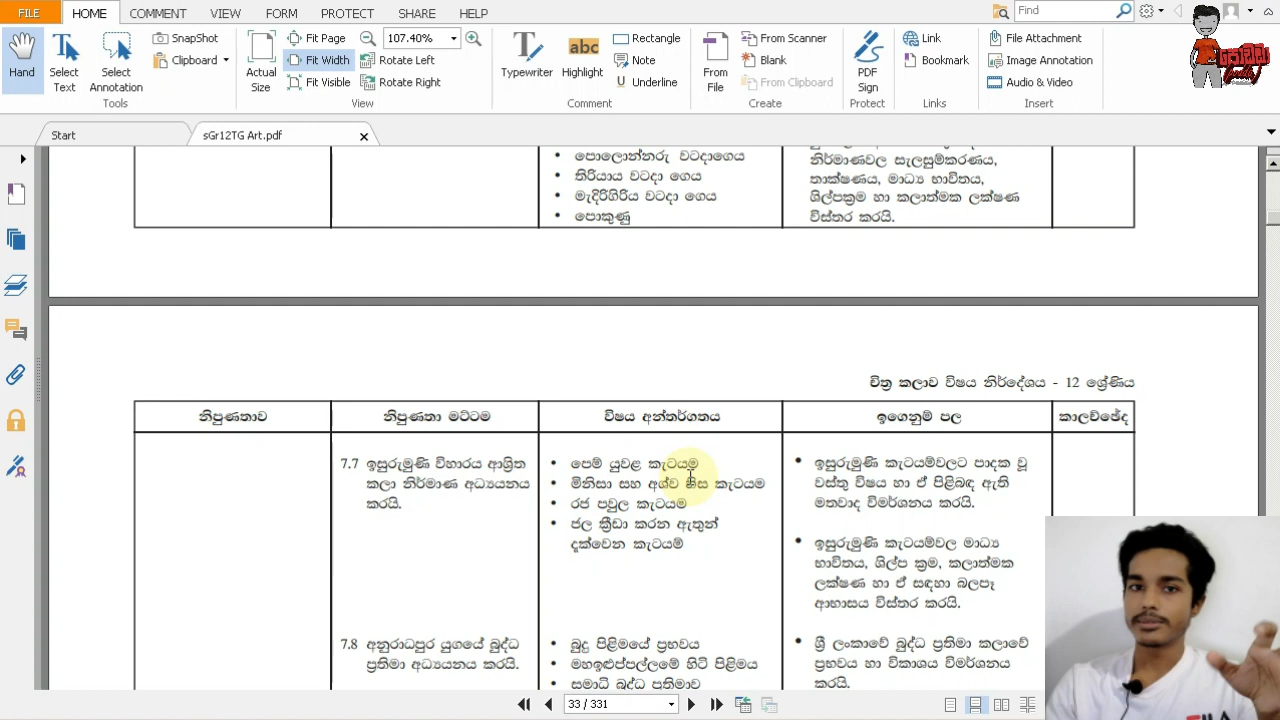 FILE HOME COMMENT VIEW FORM PROTECT SHARE HELP Find
Hand
Select Text
Select Annotation
SnapShot
Clipboard
Tools
Actual Size
Fit Page
Fit Width
Fit Visible
107.40%
Rotate Left
Rotate Right
View
Typewriter
abc
Highlight
Rectangle
Note
Underline
Comment
From File
From Scanner
Blank
From Clipboard
Create
PDF Sign
Protect
Link
Bookmark
Links
File Attachment
Image Annotation
Audio & Video
Insert
Start
sGr12TG Art.pdf
• පොලොන්නරු වටදාගෙය
• තිරියාය වටදා ගෙය
• මැදිරිගිරිය වටදා ගෙය
• පොකුණු
නිර්මාණවල සැලසුම්කරණය,
තාක්ෂණය, මාධ්‍ය භාවිතය,
ශිල්පක්‍රම හා කලාත්මක ලක්ෂණ
විස්තර කරයි.
චිත්‍ර කලාව විෂය නිර්දේශය - 12 ශ්‍රේණිය
නිපුණතාව
නිපුණතා මට්ටම
විෂය අන්තර්ගතය
ඉගෙනුම් පල
කාලච්ඡේද
7.7 ඉසුරුමුණි විහාරය ආශ්‍රිත
කලා නිර්මාණ අධ්‍යයනය
කරයි.
• පෙම් යුවළ කැටයම
• මිනිසා සහ අශ්ව හිස කැටයම
• රජ පවුල කැටයම
• ජල ක්‍රීඩා කරන ඇතුන්
දැක්වෙන කැටයම්
• ඉසුරුමුණි කැටයම්වලට පාදක වූ
වස්තු විෂය හා ඒ පිළිබඳ ඇති
මතවාද විමර්ශනය කරයි.
• ඉසුරුමුණි කැටයම්වල මාධ්‍ය
භාවිතය, ශිල්ප ක්‍රම, කලාත්මක
ලක්ෂණ හා ඒ සඳහා බලපෑ
ආභාසය විස්තර කරයි.
7.8 අනුරාධපුර යුගයේ බුද්ධ
ප්‍රතිමා අධ්‍යයනය කරයි.
• බුදු පිළිමයේ ප්‍රභවය
• මහඉළුප්පල්ලමේ හිටි පිළිමය
• සමාධි බුද්ධ ප්‍රතිමාව
• ශ්‍රී ලංකාවේ බුද්ධ ප්‍රතිමා කලාවේ
ප්‍රභවය හා විකාශය විමර්ශනය
කරයි.
33 / 331